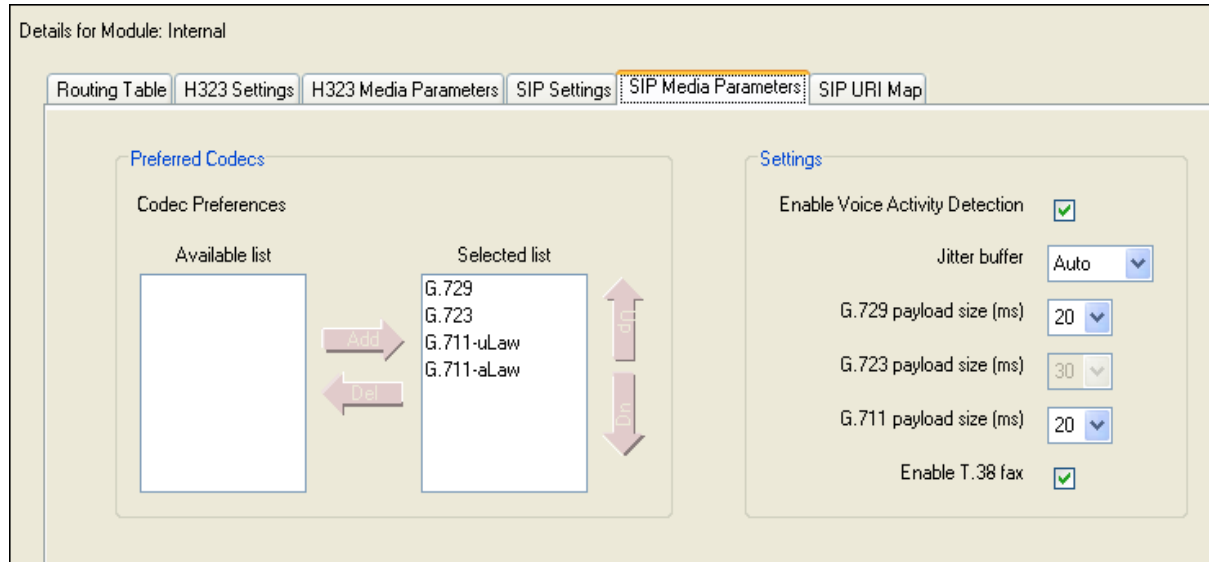 Details for Module: Internal
Routing Table H323 Settings H323 Media Parameters SIP Settings SIP Media Parameters SIP URI Map
Preferred Codecs
Codec Preferences
Available list
Selected list
G.729
G.723
G.711-uLaw
G.711-aLaw
Add
Del
Up
Dn
Settings
Enable Voice Activity Detection
Jitter buffer Auto
G.729 payload size (ms) 20
G.723 payload size (ms) 30
G.711 payload size (ms) 20
Enable T.38 fax